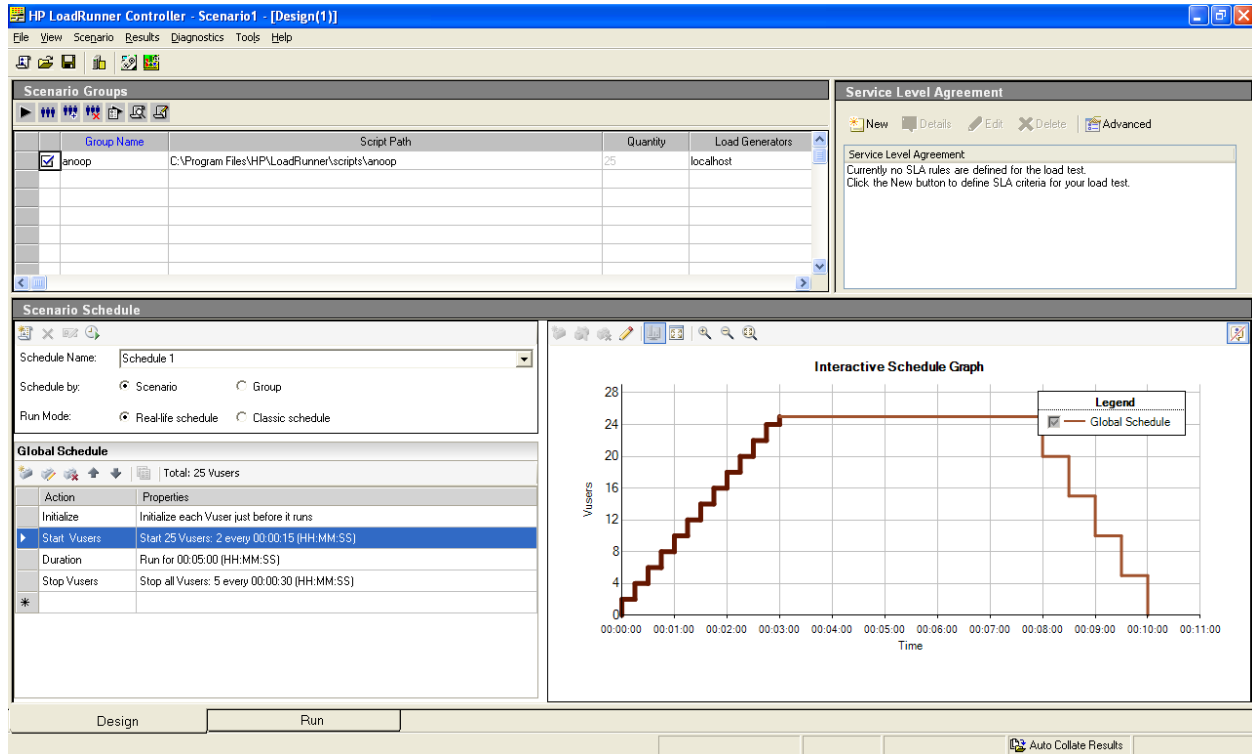 HP LoadRunner Controller - Scenario1 - [Design(1)]
File View Scenario Results Diagnostics Tools Help
Scenario Groups
Group Name Script Path Quantity Load Generators
anoop C:\Program Files\HP\LoadRunner\scripts\anoop 25 localhost
Service Level Agreement
New Details Edit Delete Advanced
Service Level Agreement
Currently no SLA rules are defined for the load test.
Click the New button to define SLA criteria for your load test.
Scenario Schedule
Schedule Name: Schedule 1
Schedule by: Scenario Group
Run Mode: Real-life schedule Classic schedule
Global Schedule
Total: 25 Vusers
Action Properties
Initialize Initialize each Vuser just before it runs
Start Vusers Start 25 Vusers: 2 every 00:00:15 (HH:MM:SS)
Duration Run for 00:05:00 (HH:MM:SS)
Stop Vusers Stop all Vusers: 5 every 00:00:30 (HH:MM:SS)
*
Interactive Schedule Graph
Legend
Global Schedule
Vusers
28
24
20
16
12
8
4
0
00:00:00 00:01:00 00:02:00 00:03:00 00:04:00 00:05:00 00:06:00 00:07:00 00:08:00 00:09:00 00:10:00 00:11:00
Time
Design Run
Auto Collate Results